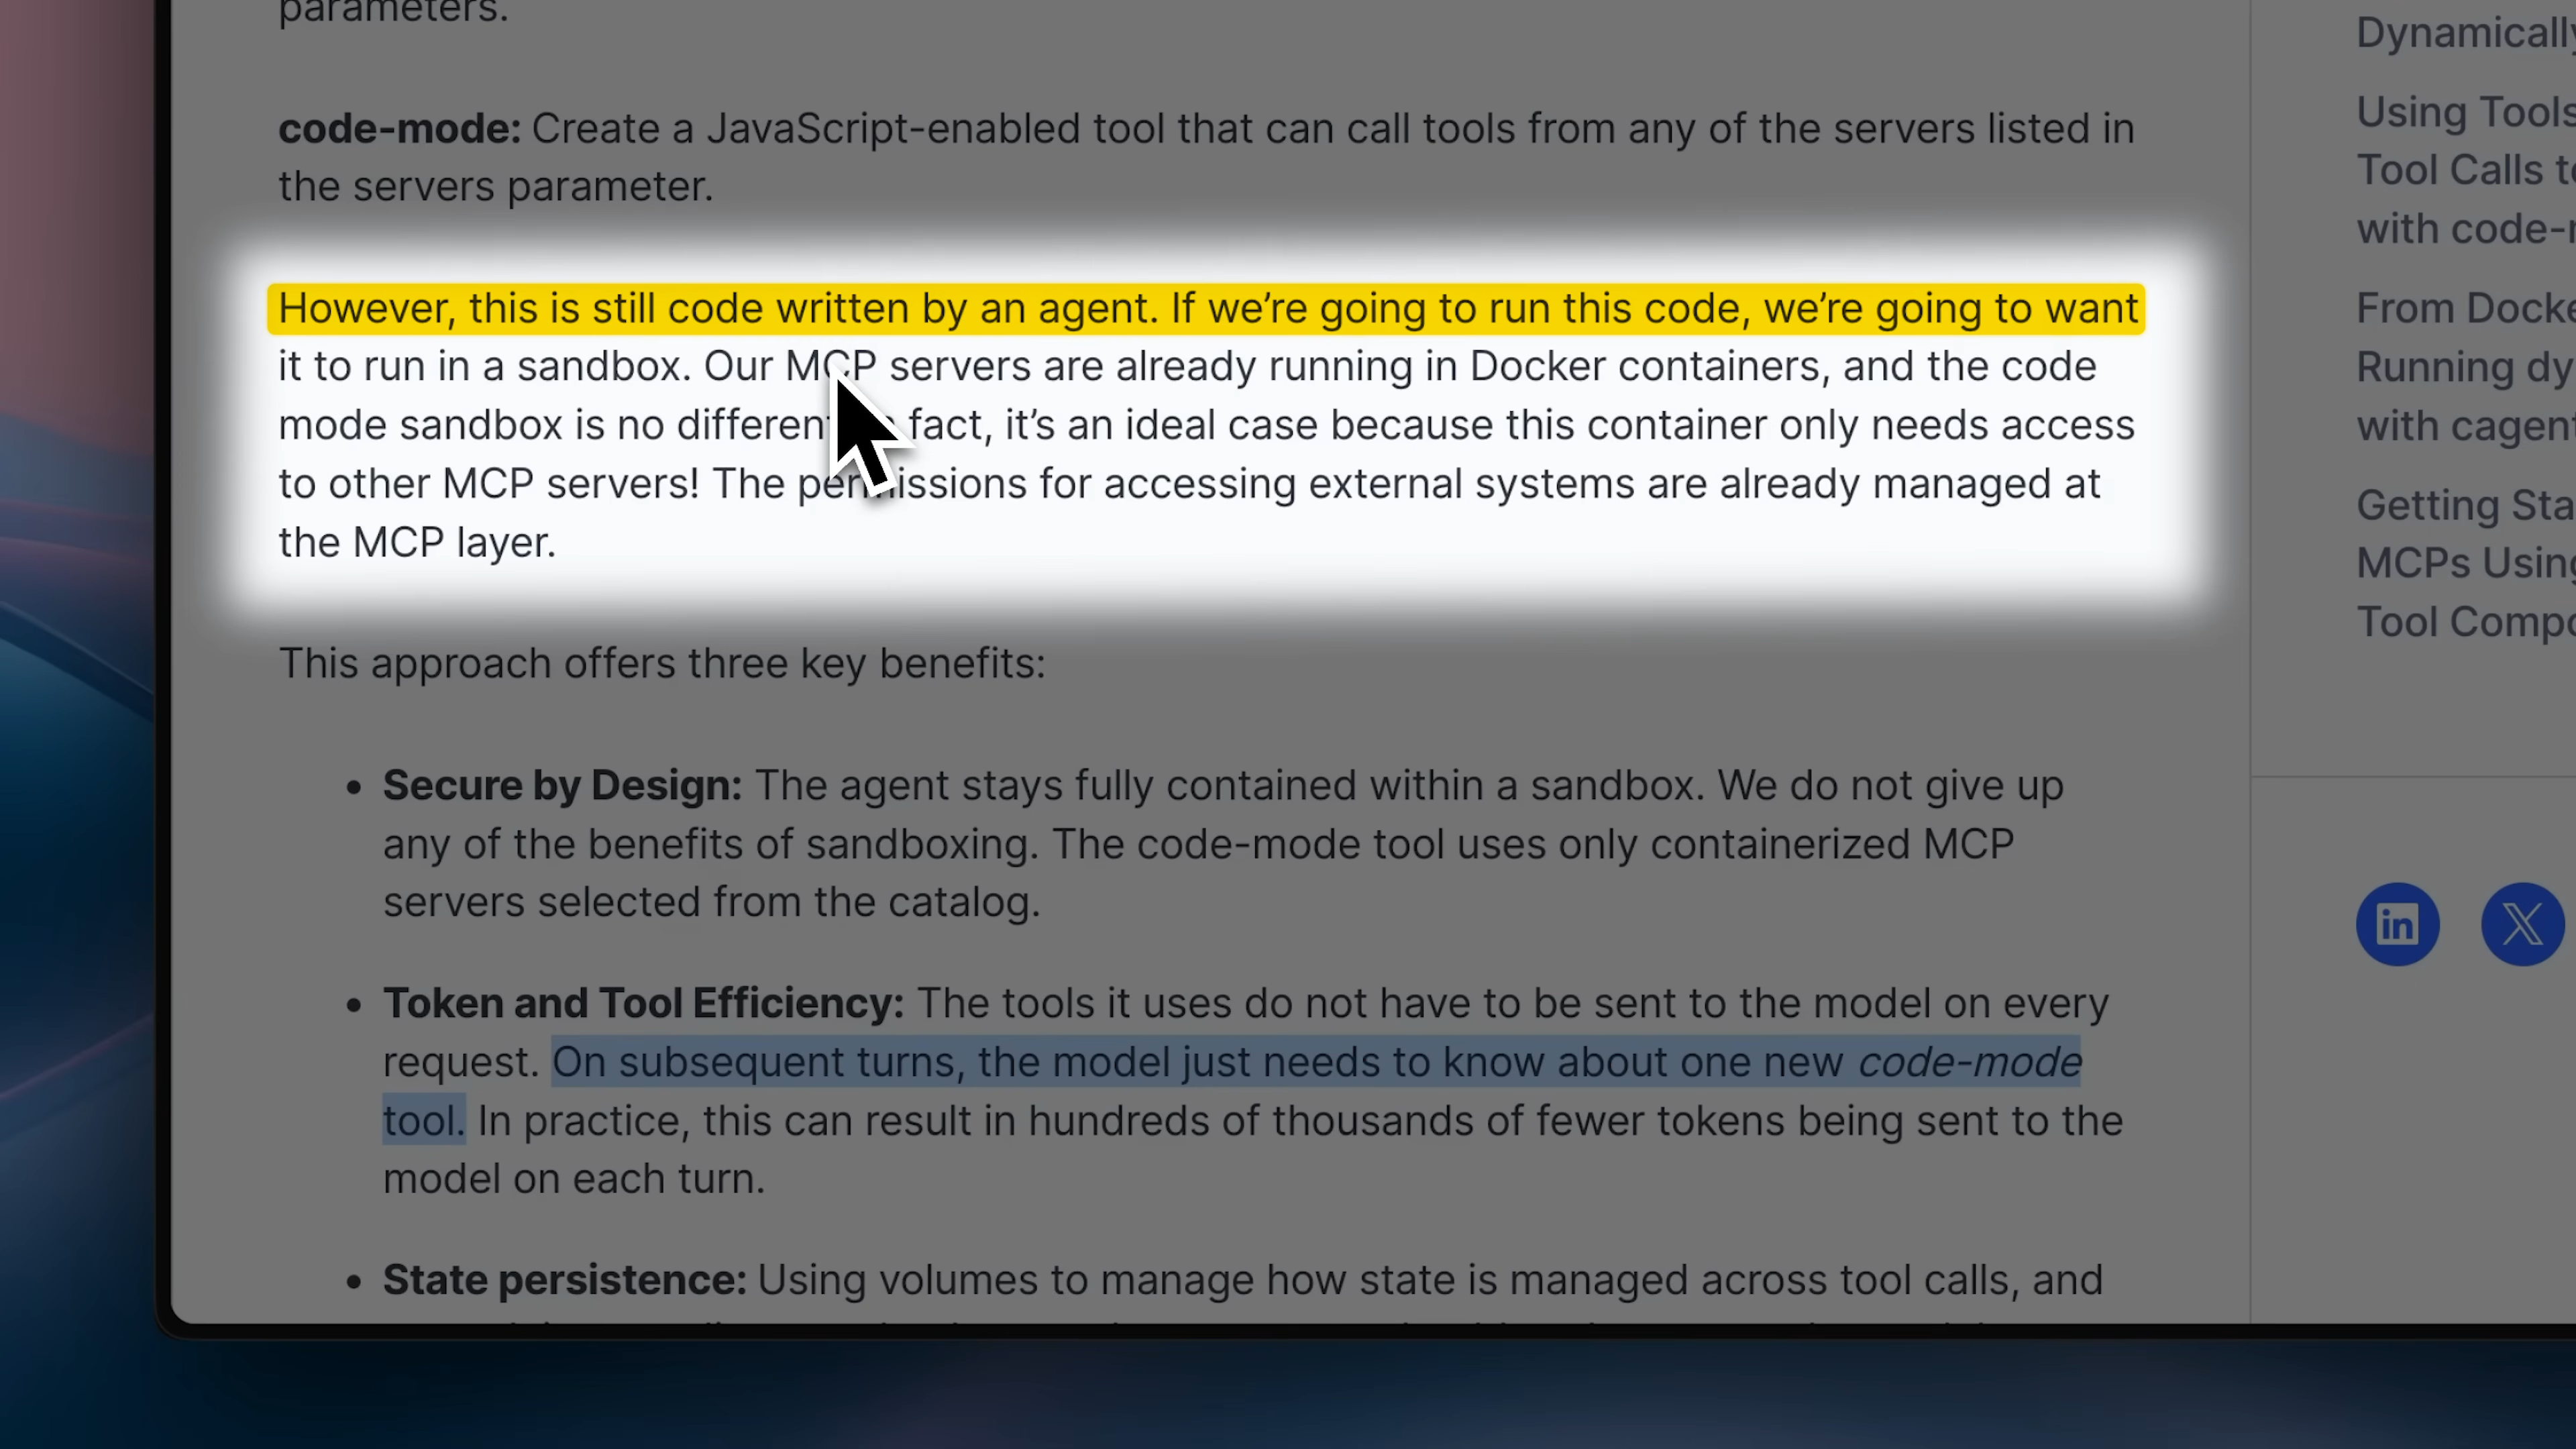 parameters.
code-mode: Create a JavaScript-enabled tool that can call tools from any of the servers listed in
the servers parameter.
However, this is still code written by an agent. If we’re going to run this code, we’re going to want
it to run in a sandbox. Our MCP servers are already running in Docker containers, and the code
mode sandbox is no different fact, it’s an ideal case because this container only needs access
to other MCP servers! The permissions for accessing external systems are already managed at
the MCP layer.
This approach offers three key benefits:
• Secure by Design: The agent stays fully contained within a sandbox. We do not give up
any of the benefits of sandboxing. The code-mode tool uses only containerized MCP
servers selected from the catalog.
• Token and Tool Efficiency: The tools it uses do not have to be sent to the model on every
request. On subsequent turns, the model just needs to know about one new code-mode
tool. In practice, this can result in hundreds of thousands of fewer tokens being sent to the
model on each turn.
• State persistence: Using volumes to manage how state is managed across tool calls, and
Dynamically
Using Tools
Tool Calls
with
From
Running
with cagent
Getting
MCPs Using
Tool
in
X